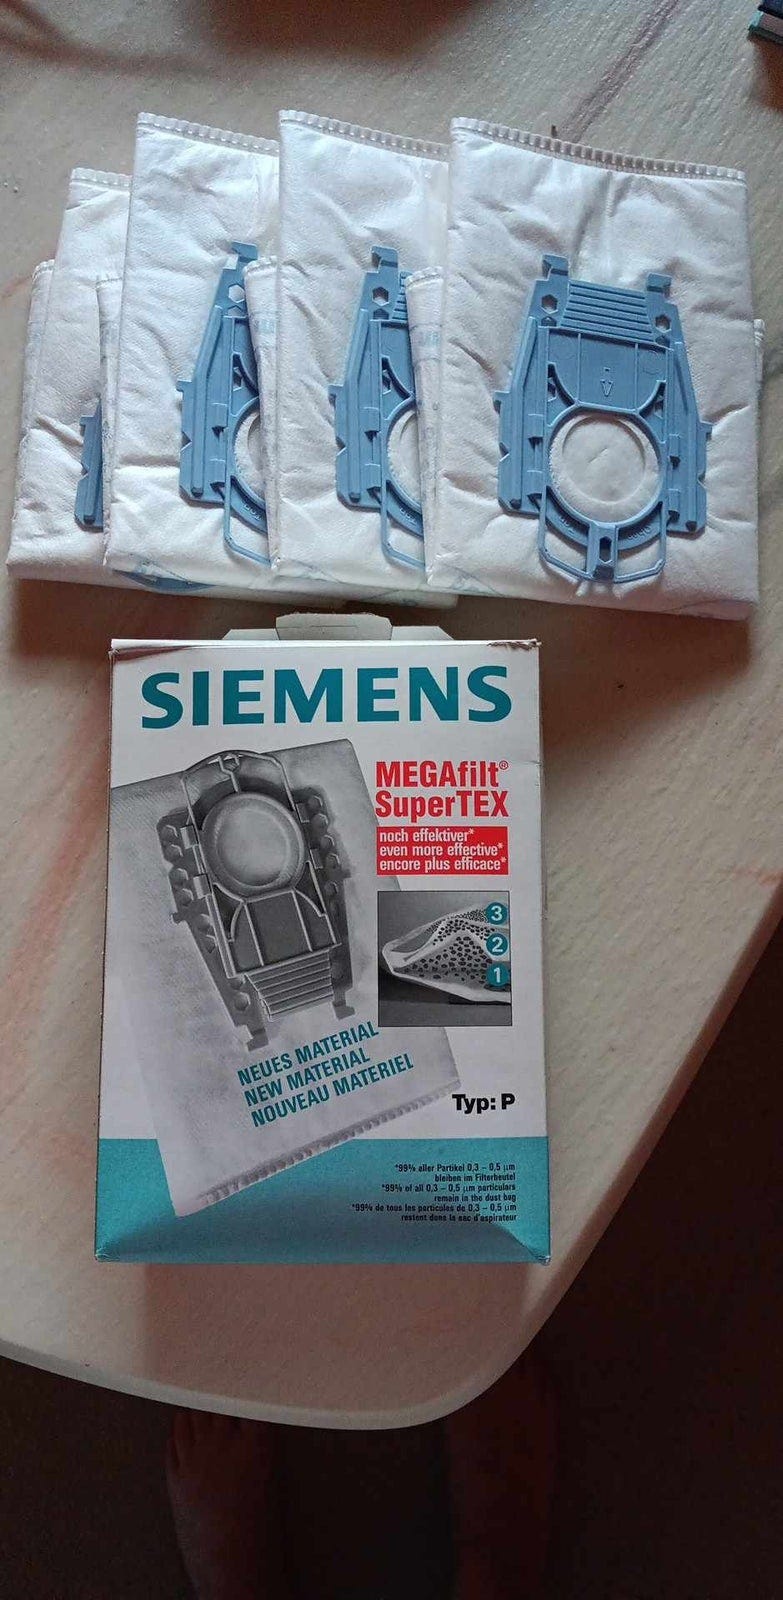 SIEMENS
MEGAfilt®
SuperTEX
noch effektiver*
even more effective*
encore plus efficace*
3
2
1
NEUES MATERIAL
NEW MATERIAL
NOUVEAU MATERIEL
Typ: P
*99% aller Partikel 0,3 – 0,5 µm
bleiben im Filterbeutel
*99% of all 0,3 – 0,5 µm particulars
remain in the dust bag
*99% de tous les particules de 0,3 – 0,5 µm
restent dans la sac d'aspirateur